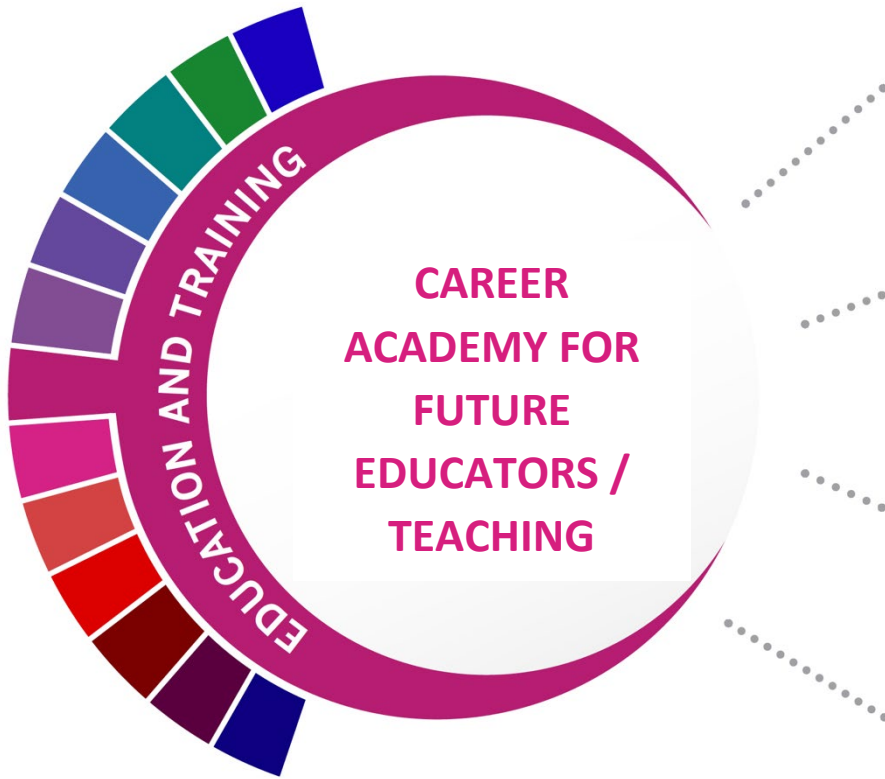 EDUCATION AND TRAINING
CAREER
ACADEMY FOR
FUTURE
EDUCATORS /
TEACHING